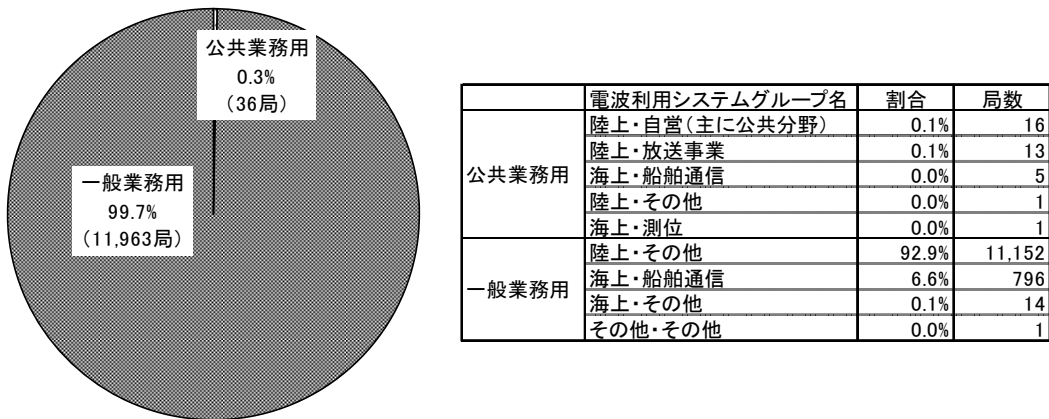 公共業務用
0.3%
（36局）
一般業務用
99.7%
（11,963局）
電波利用システムグループ名 割合 局数
公共業務用
陸上・自営（主に公共分野） 0.1% 16
陸上・放送事業 0.1% 13
海上・船舶通信 0.0% 5
陸上・その他 0.0% 1
海上・測位 0.0% 1
一般業務用
陸上・その他 92.9% 11,152
海上・船舶通信 6.6% 796
海上・その他 0.1% 14
その他・その他 0.0% 1